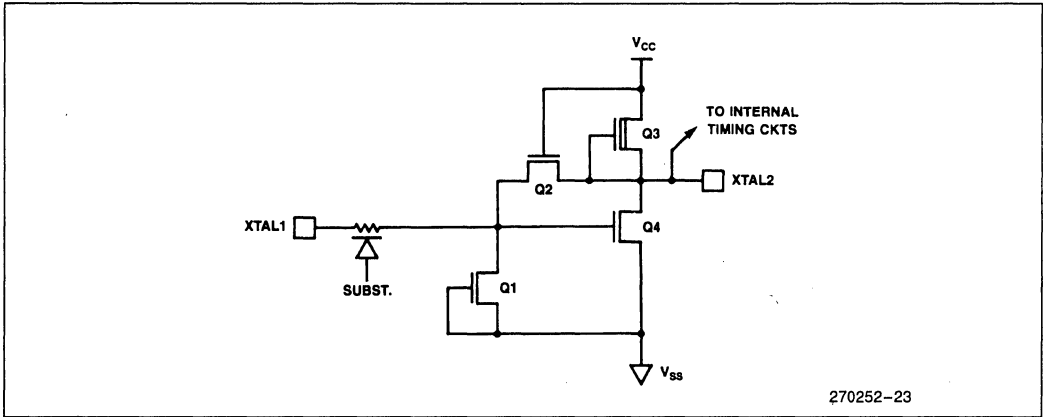 VCC
TO INTERNAL
TIMING CKTS
Q3
XTAL2
Q2
XTAL1
Q4
SUBST.
Q1
VSS
270252-23